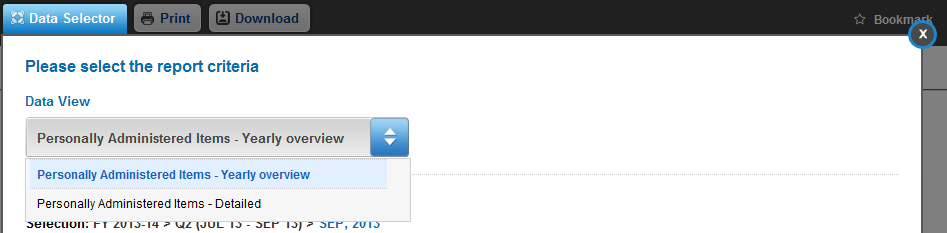 Data Selector Print Download Bookmark
X
Please select the report criteria
Data View
Personally Administered Items - Yearly overview
Personally Administered Items - Yearly overview
Personally Administered Items - Detailed
Selection: FY 2013-14 > Q2 (JUL 13 - SEP 13) > SEP, 2013